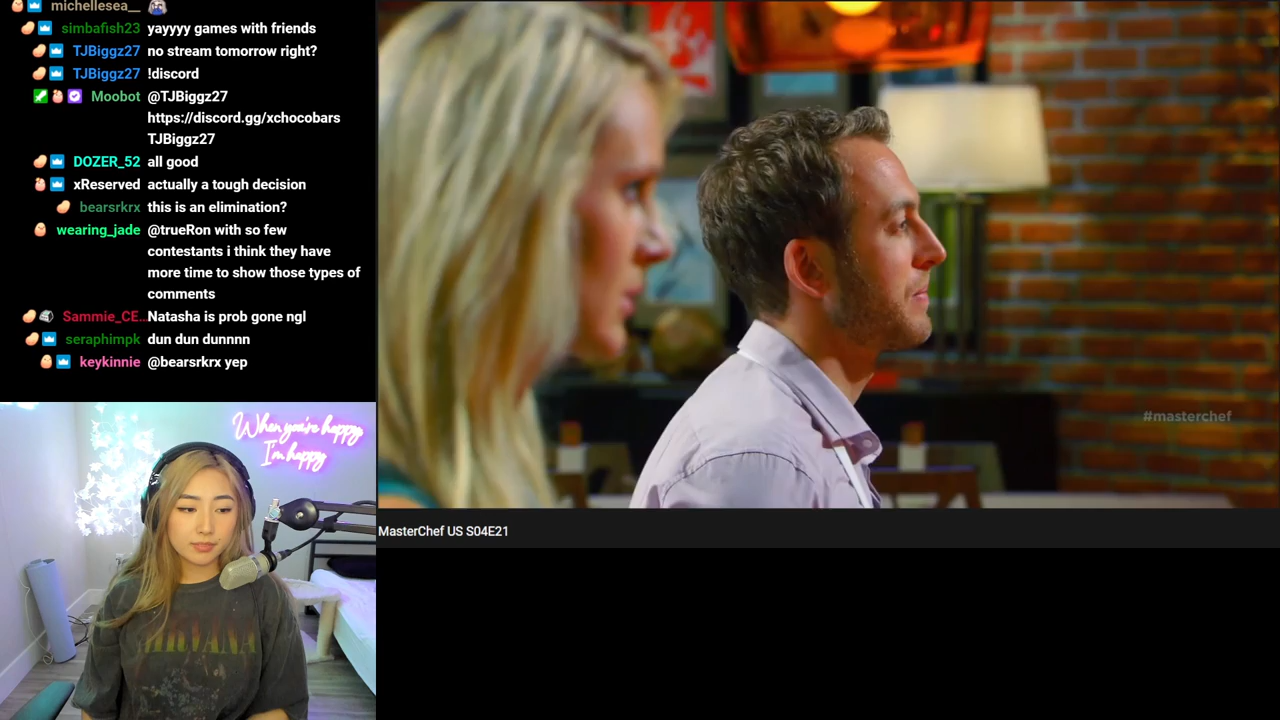 michellesea__
simbafish23 yayyyy games with friends
TJBiggz27 no stream tomorrow right?
TJBiggz27 !discord
Moobot @TJBiggz27
https://discord.gg/xchocobars
TJBiggz27
DOZER_52 all good
xReserved actually a tough decision
bearsrkrx this is an elimination?
wearing_jade @trueRon with so few
contestants i think they have
more time to show those types of
comments
Sammie_CE... Natasha is prob gone ngl
seraphimpk dun dun dunnnn
keykinnie @bearsrkrx yep
When you're happy
I'm happy
NIRVANA
#masterchef
MasterChef US S04E21